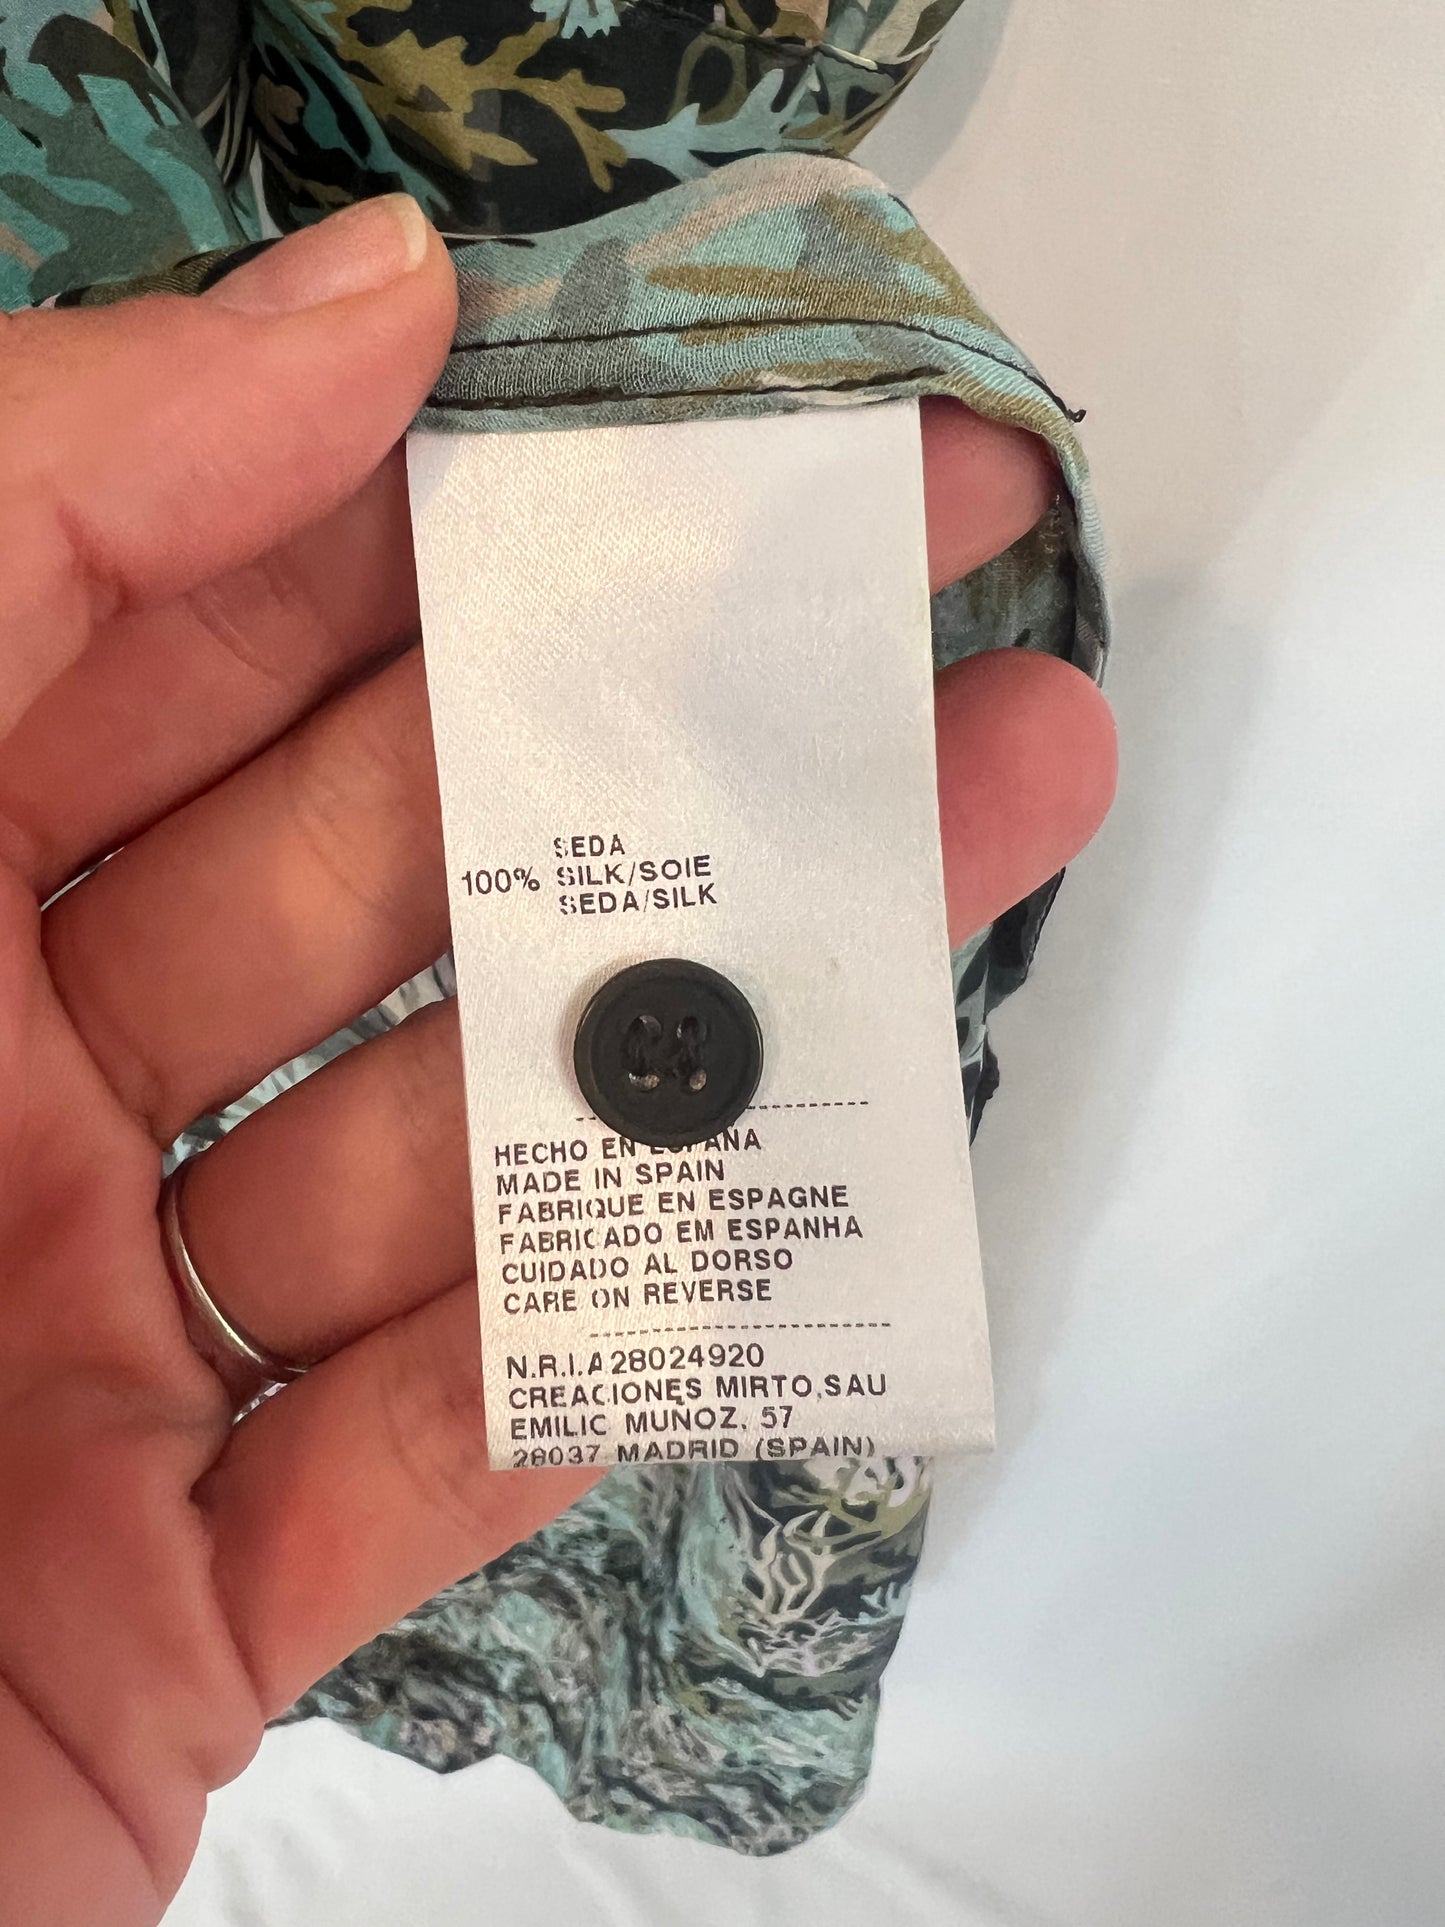 SEDA
100% SILK/SOIE
SEDA/SILK
HECHO EN ESPAÑA
MADE IN SPAIN
FABRIQUE EN ESPAGNE
FABRICADO EM ESPANHA
CUIDADO AL DORSO
CARE ON REVERSE
N.R.I.A28024920
CREACIONES MIRTO,SAU
EMILIO MUÑOZ, 57
28037 MADRID (SPAIN)